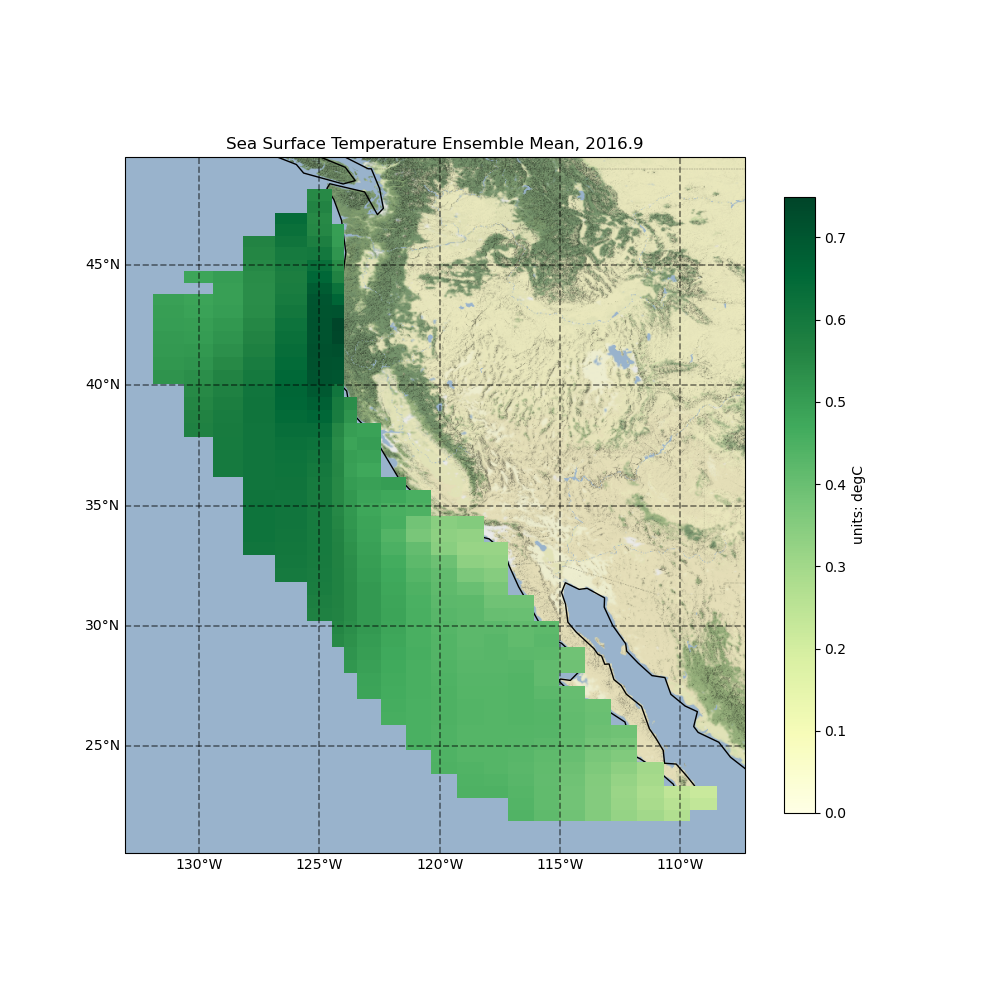 Sea Surface Temperature Ensemble Mean, 2016.9
45°N
40°N
35°N
30°N
25°N
130°W
125°W
120°W
115°W
110°W
0.7
0.6
0.5
0.4
0.3
0.2
0.1
0.0
units: degC